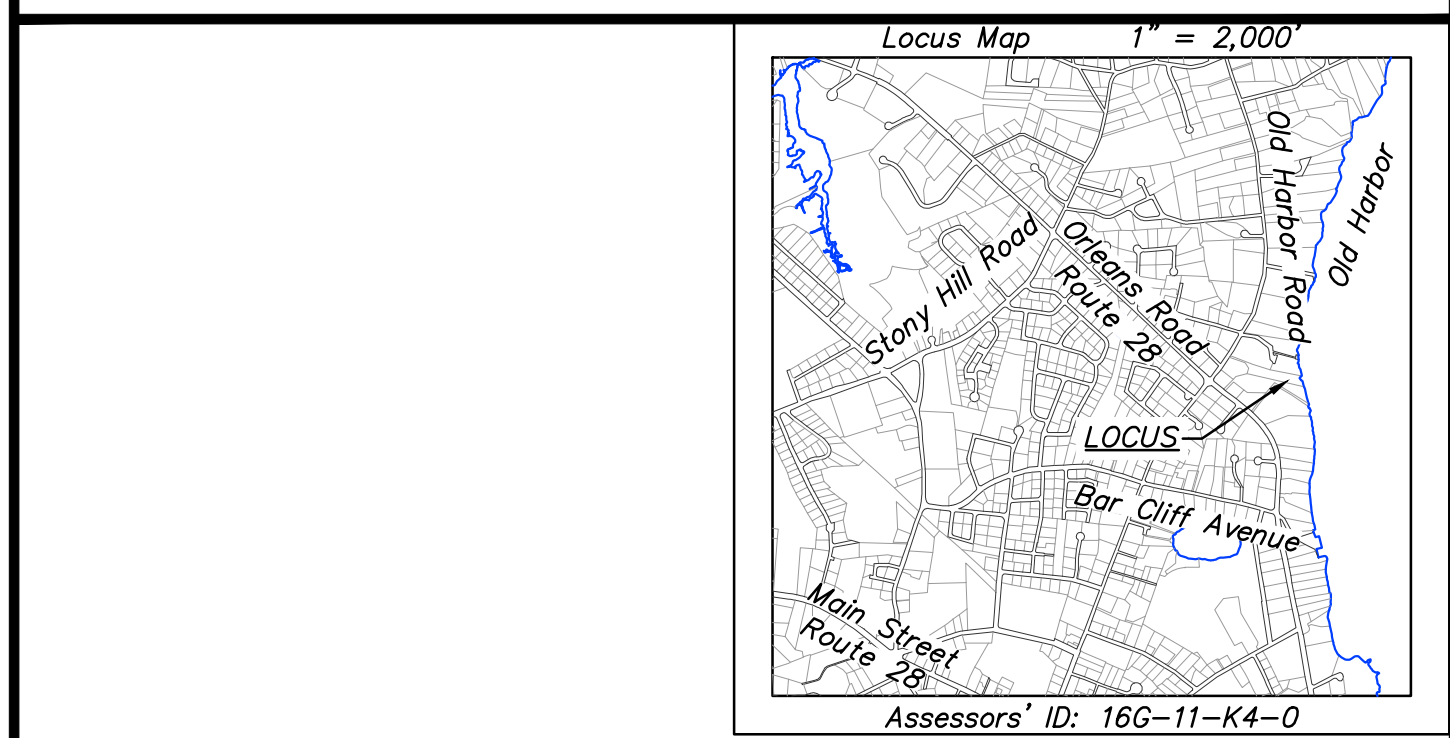 Locus Map 1" = 2,000'
Old Harbor Road
Old Harbor
Stony Hill Road
Orleans Road
Route 28
LOCUS
Bar Cliff Avenue
Main Street
Route 28
Assessors' ID: 16G-11-K4-0